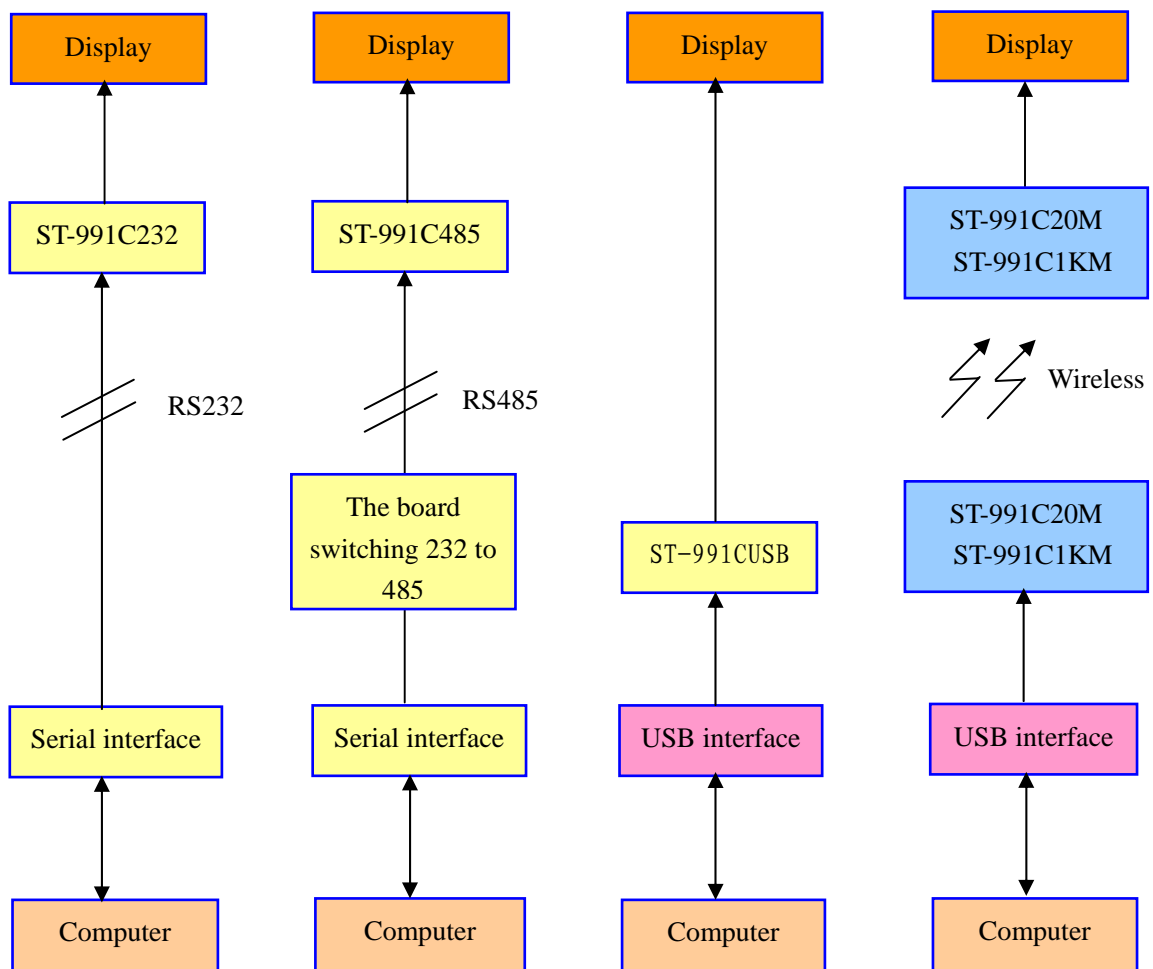 Display
Display
Display
Display
ST-991C232
ST-991C485
ST-991C20M
ST-991C1KM
RS232
RS485
Wireless
The board
switching 232 to
485
ST-991CUSB
ST-991C20M
ST-991C1KM
Serial interface
Serial interface
USB interface
USB interface
Computer
Computer
Computer
Computer